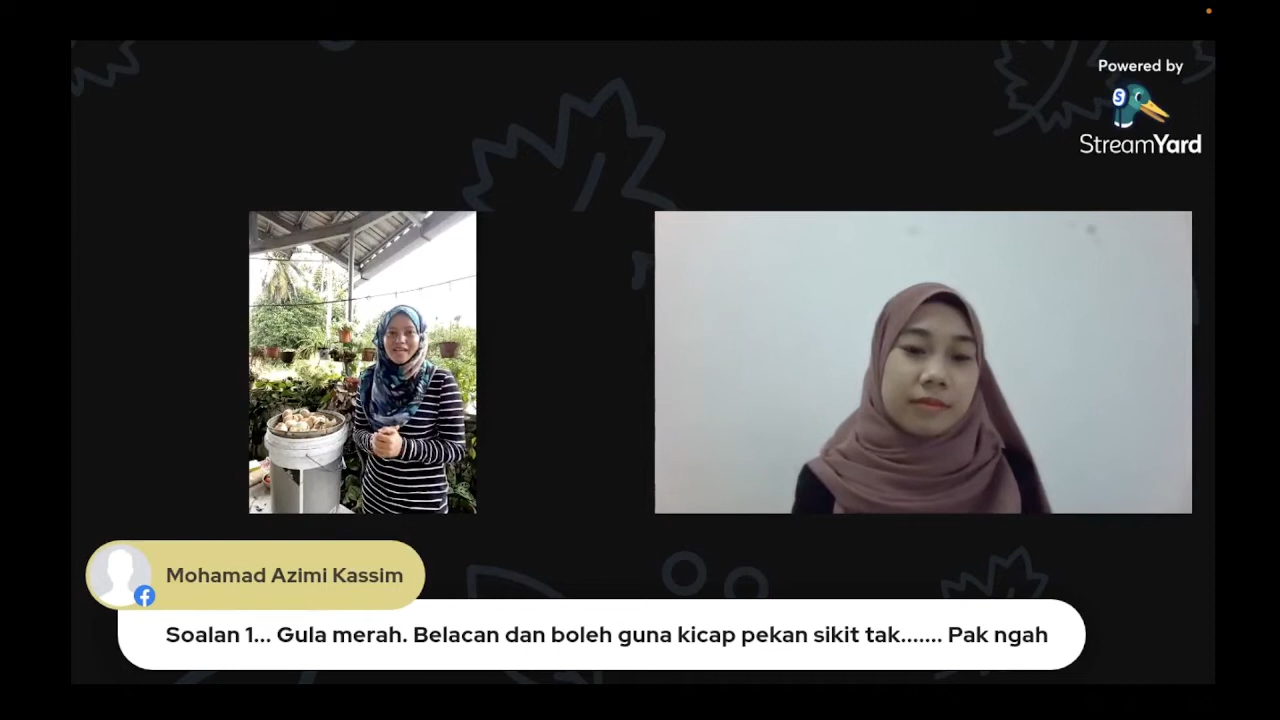 Powered by
S
StreamYard
Mohamad Azimi Kassim
Soalan 1... Gula merah. Belacan dan boleh guna kicap pekan sikit tak....... Pak ngah